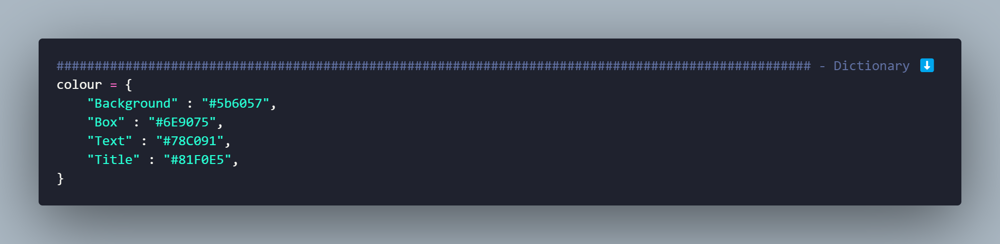 ################################################################################################### - Dictionary ⬇️
colour = {
    "Background" : "#5b6057",
    "Box" : "#6E9075",
    "Text" : "#78C091",
    "Title" : "#81F0E5",
}